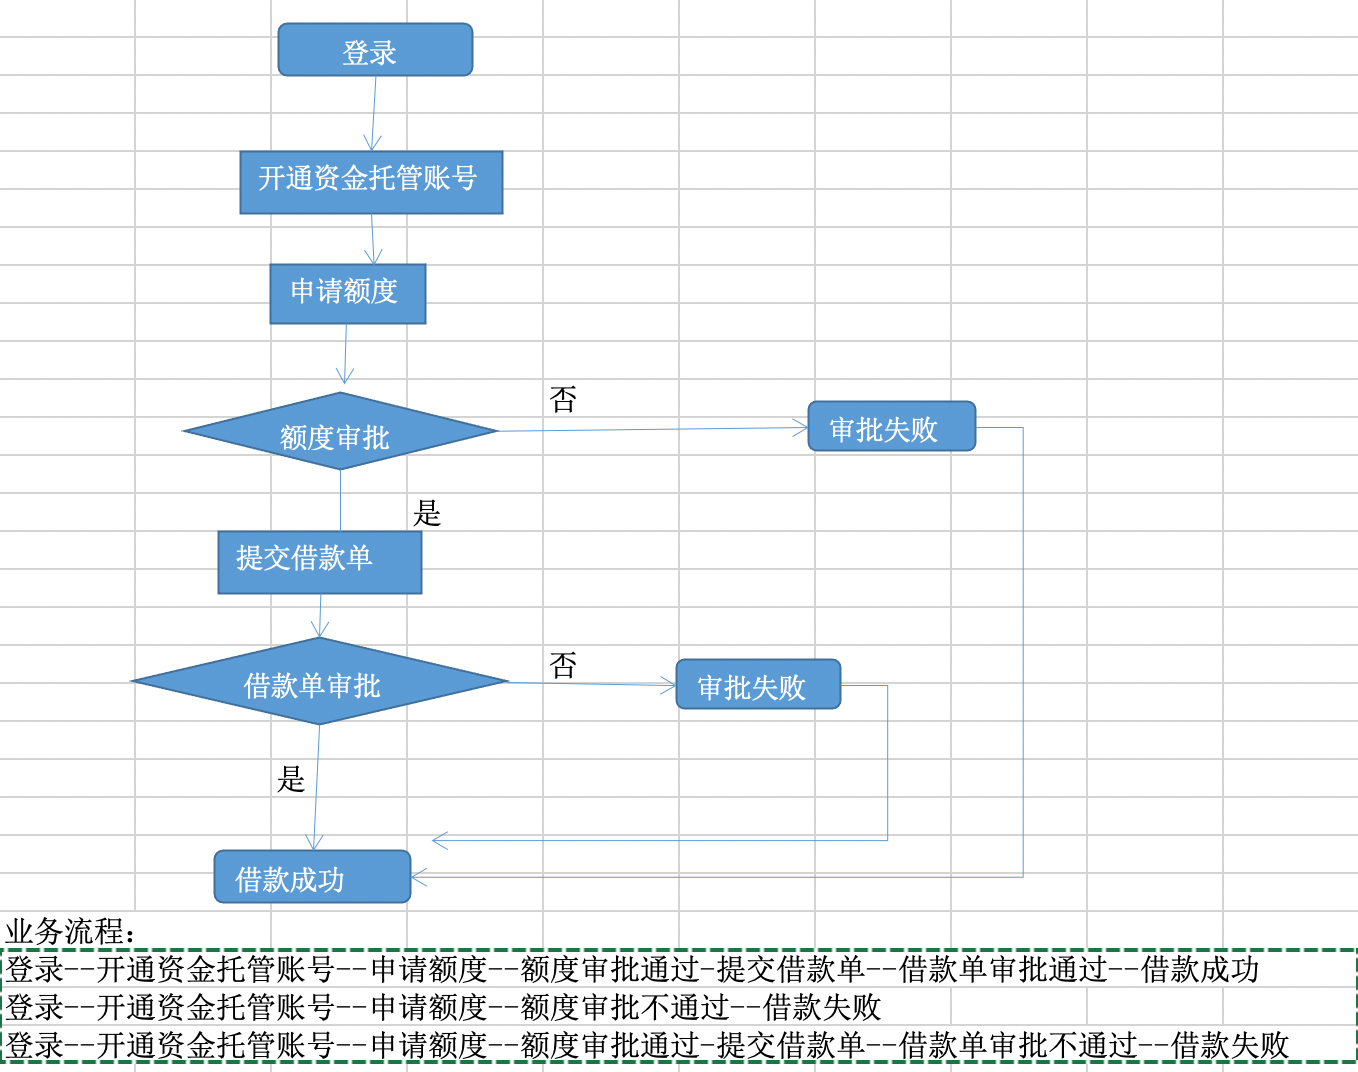 登录
开通资金托管账号
申请额度
否
额度审批
审批失败
是
提交借款单
否
借款单审批
审批失败
是
借款成功
业务流程：
登录--开通资金托管账号--申请额度--额度审批通过-提交借款单--借款单审批通过--借款成功
登录--开通资金托管账号--申请额度--额度审批不通过--借款失败
登录--开通资金托管账号--申请额度--额度审批通过-提交借款单--借款单审批不通过--借款失败